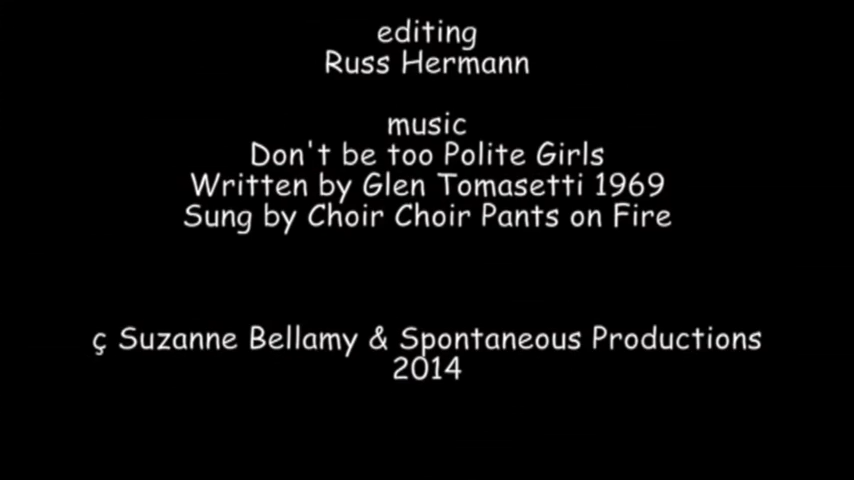 editing
Russ Hermann
music
Don't be too Polite Girls
Written by Glen Tomasetti 1969
Sung by Choir Choir Pants on Fire
ç Suzanne Bellamy & Spontaneous Productions
2014